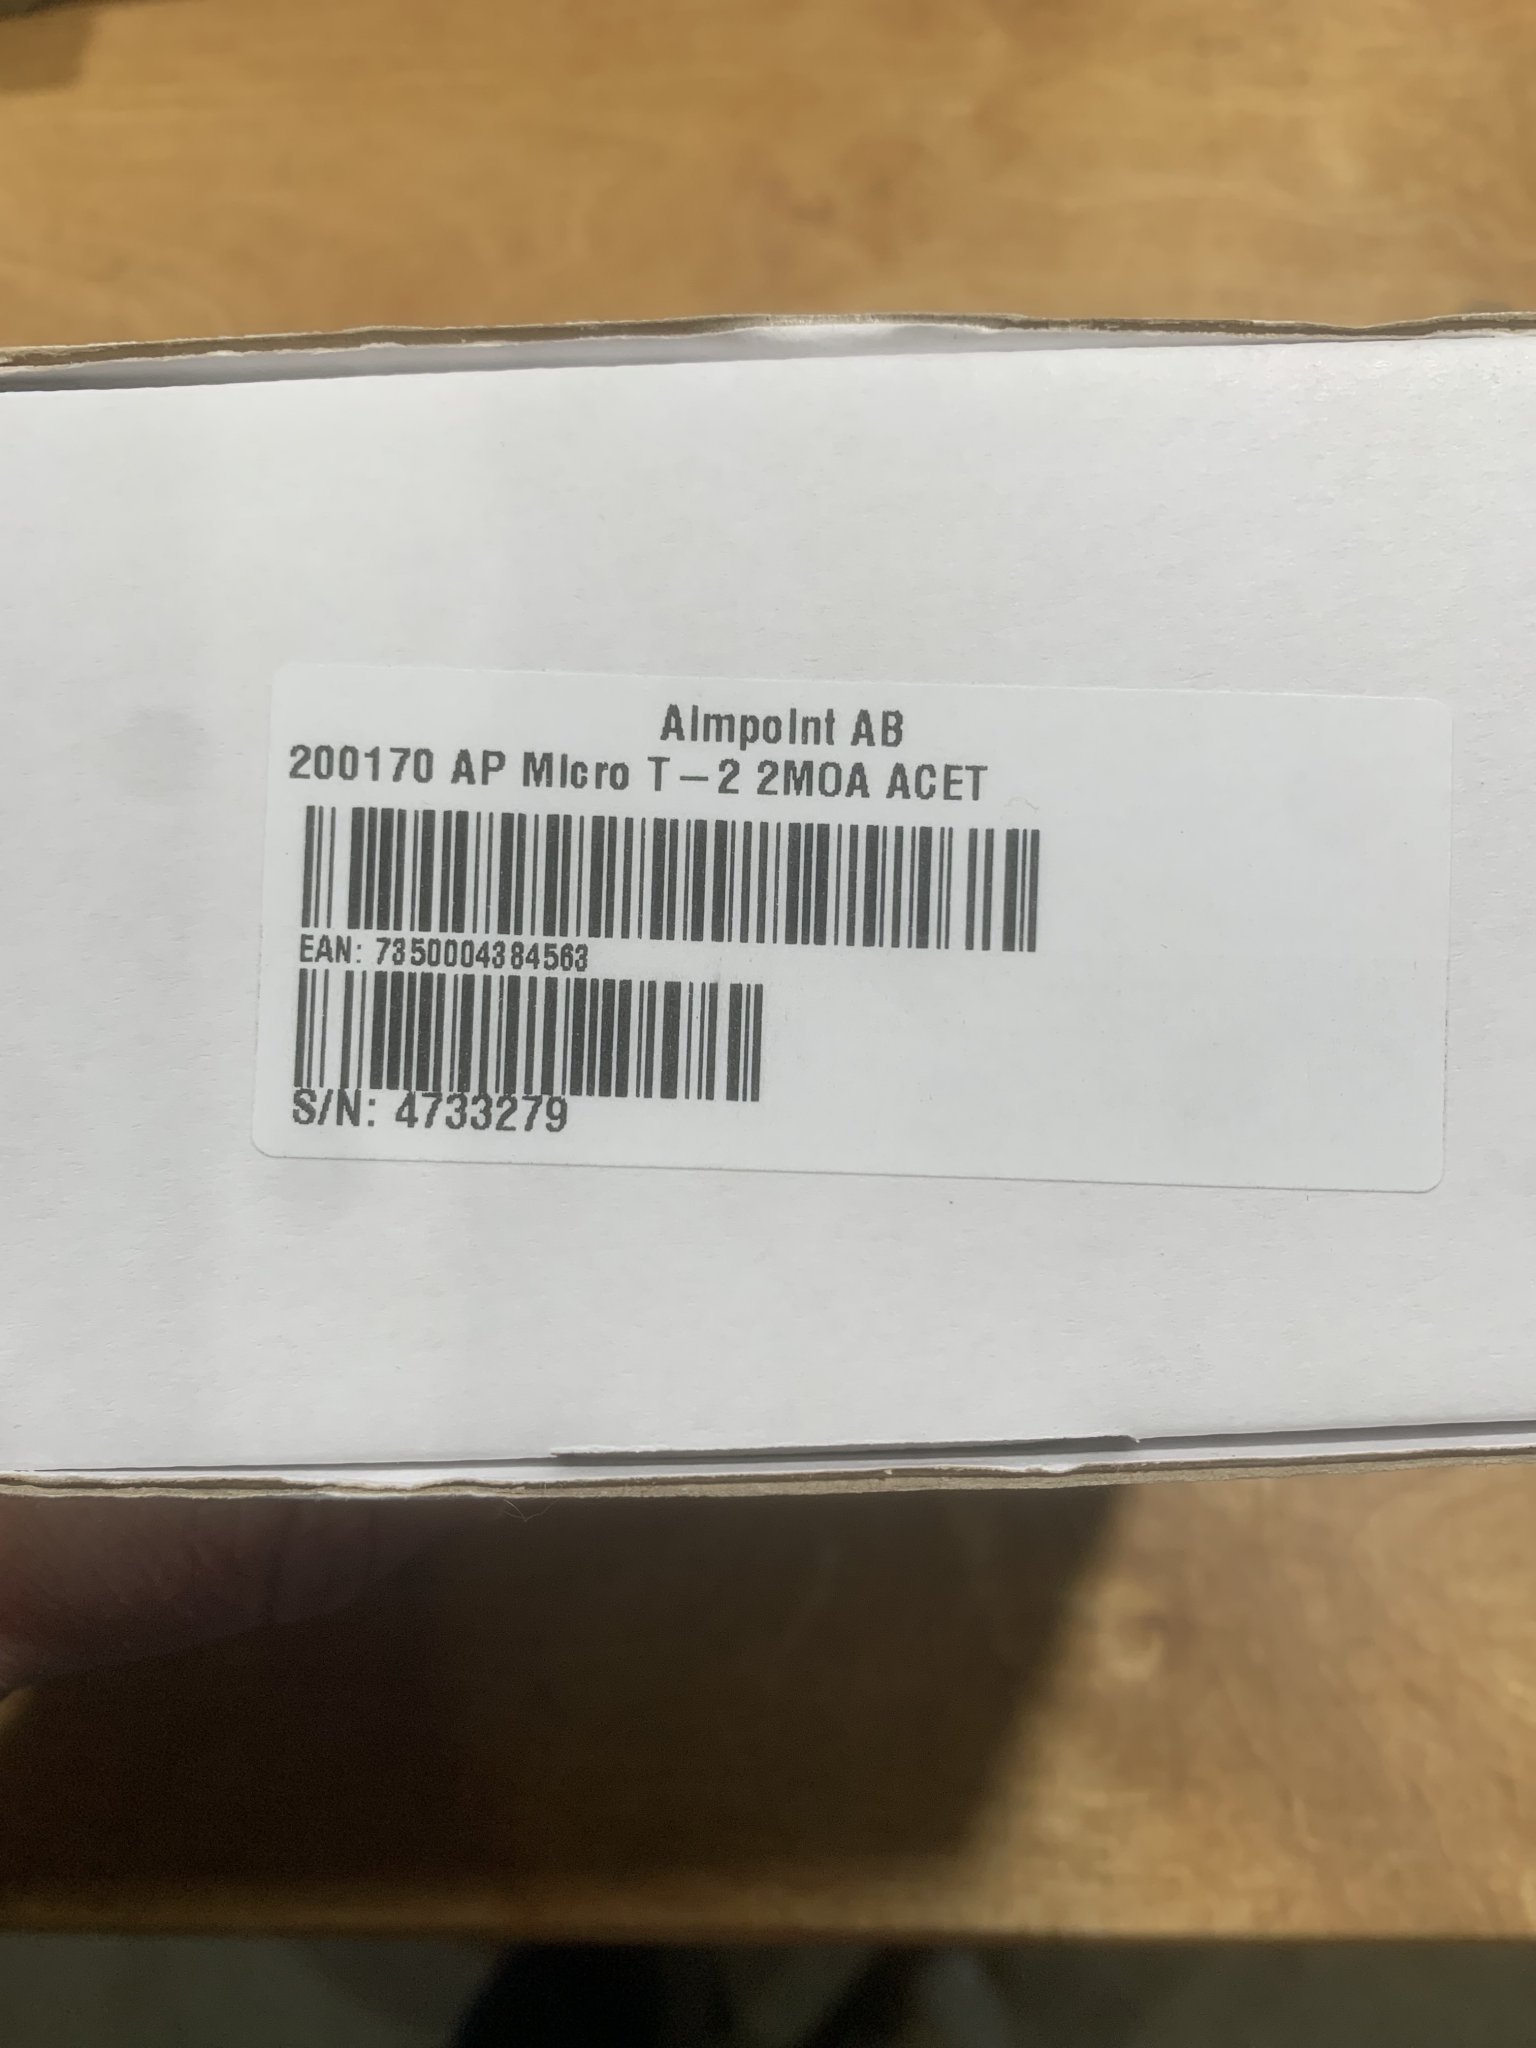 Aimpoint AB
200170 AP Micro T-2 2MOA ACET
EAN: 7350004384563
S/N: 4733279